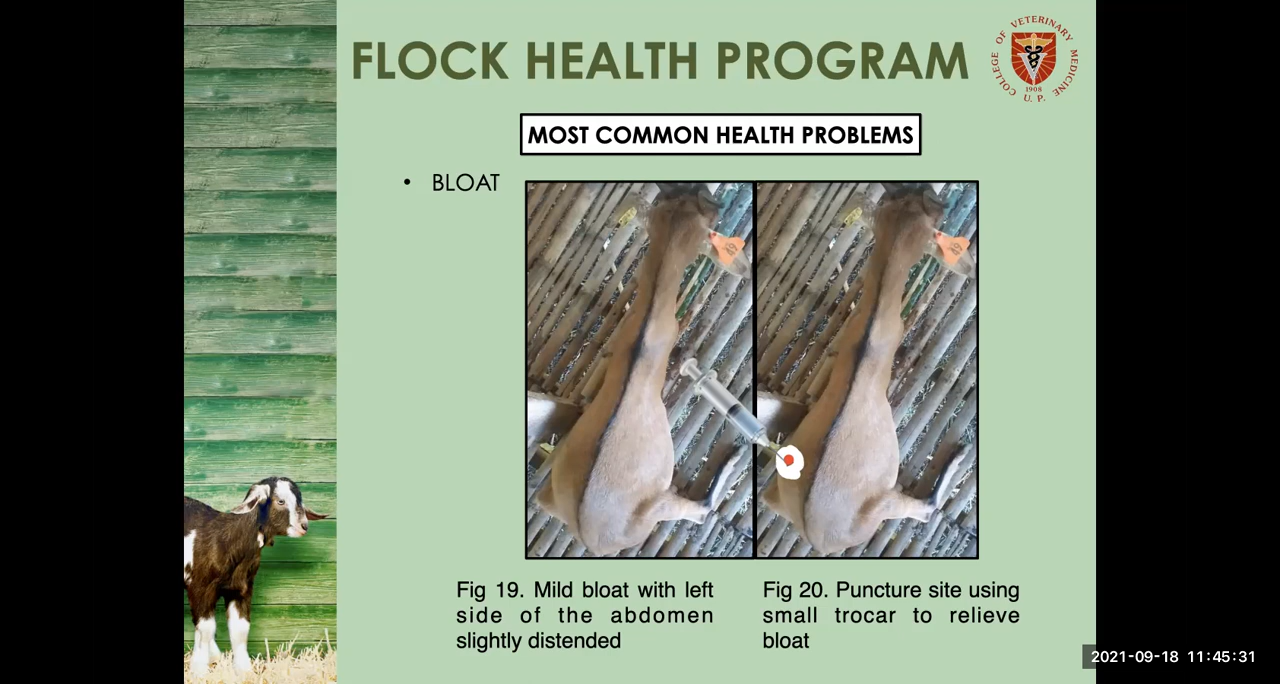 FLOCK HEALTH PROGRAM
COLLEGE OF VETERINARY MEDICINE
1908
U. P.
MOST COMMON HEALTH PROBLEMS
• BLOAT
Fig 19. Mild bloat with left
side of the abdomen
slightly distended
Fig 20. Puncture site using
small trocar to relieve
bloat
2021-09-18 11:45:31